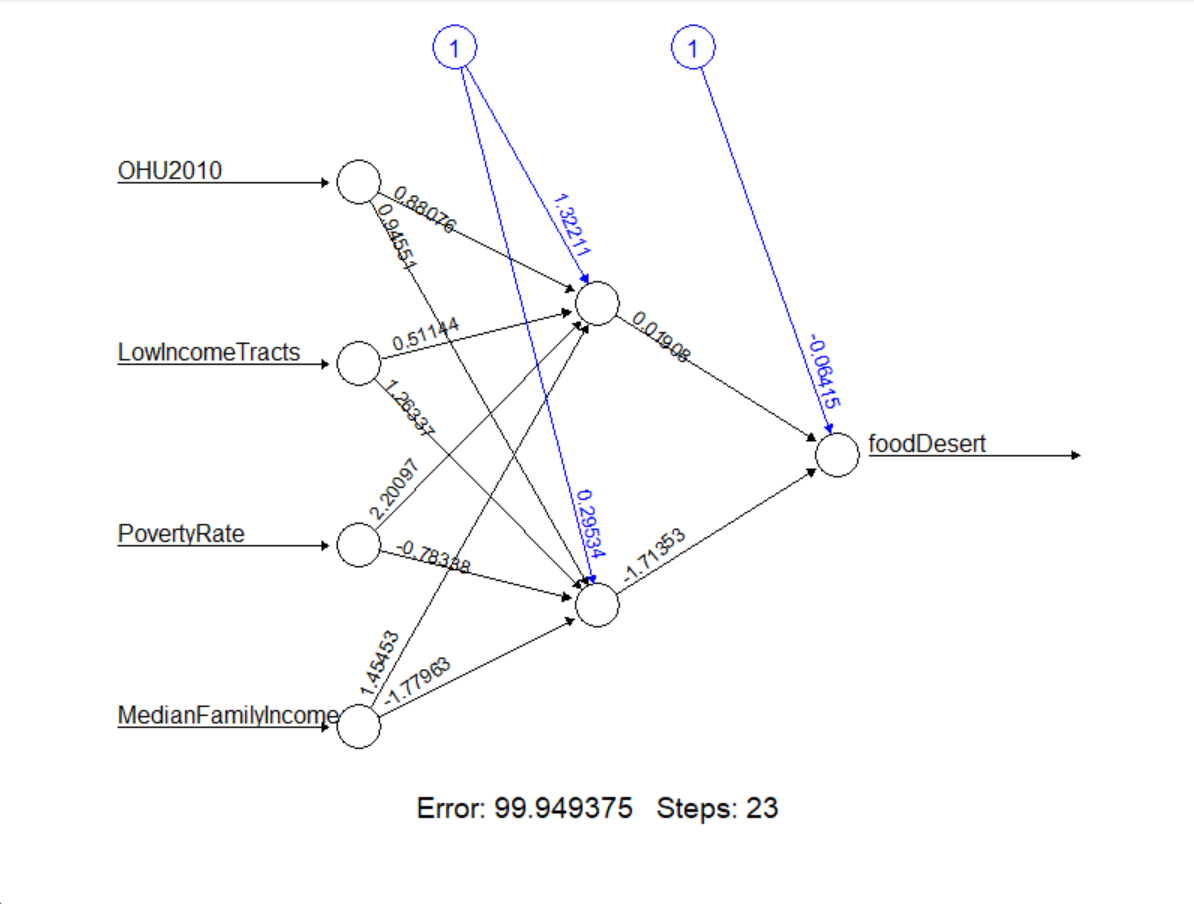 1
1
OHU2010
0.88076
0.94551
1.32211
LowIncomeTracts
0.51144
1.26337
0.01908
-0.06415
foodDesert
PovertyRate
2.20097
-0.78338
0.29534
-1.71353
MedianFamilyIncome
1.45453
-1.77963
Error: 99.949375 Steps: 23